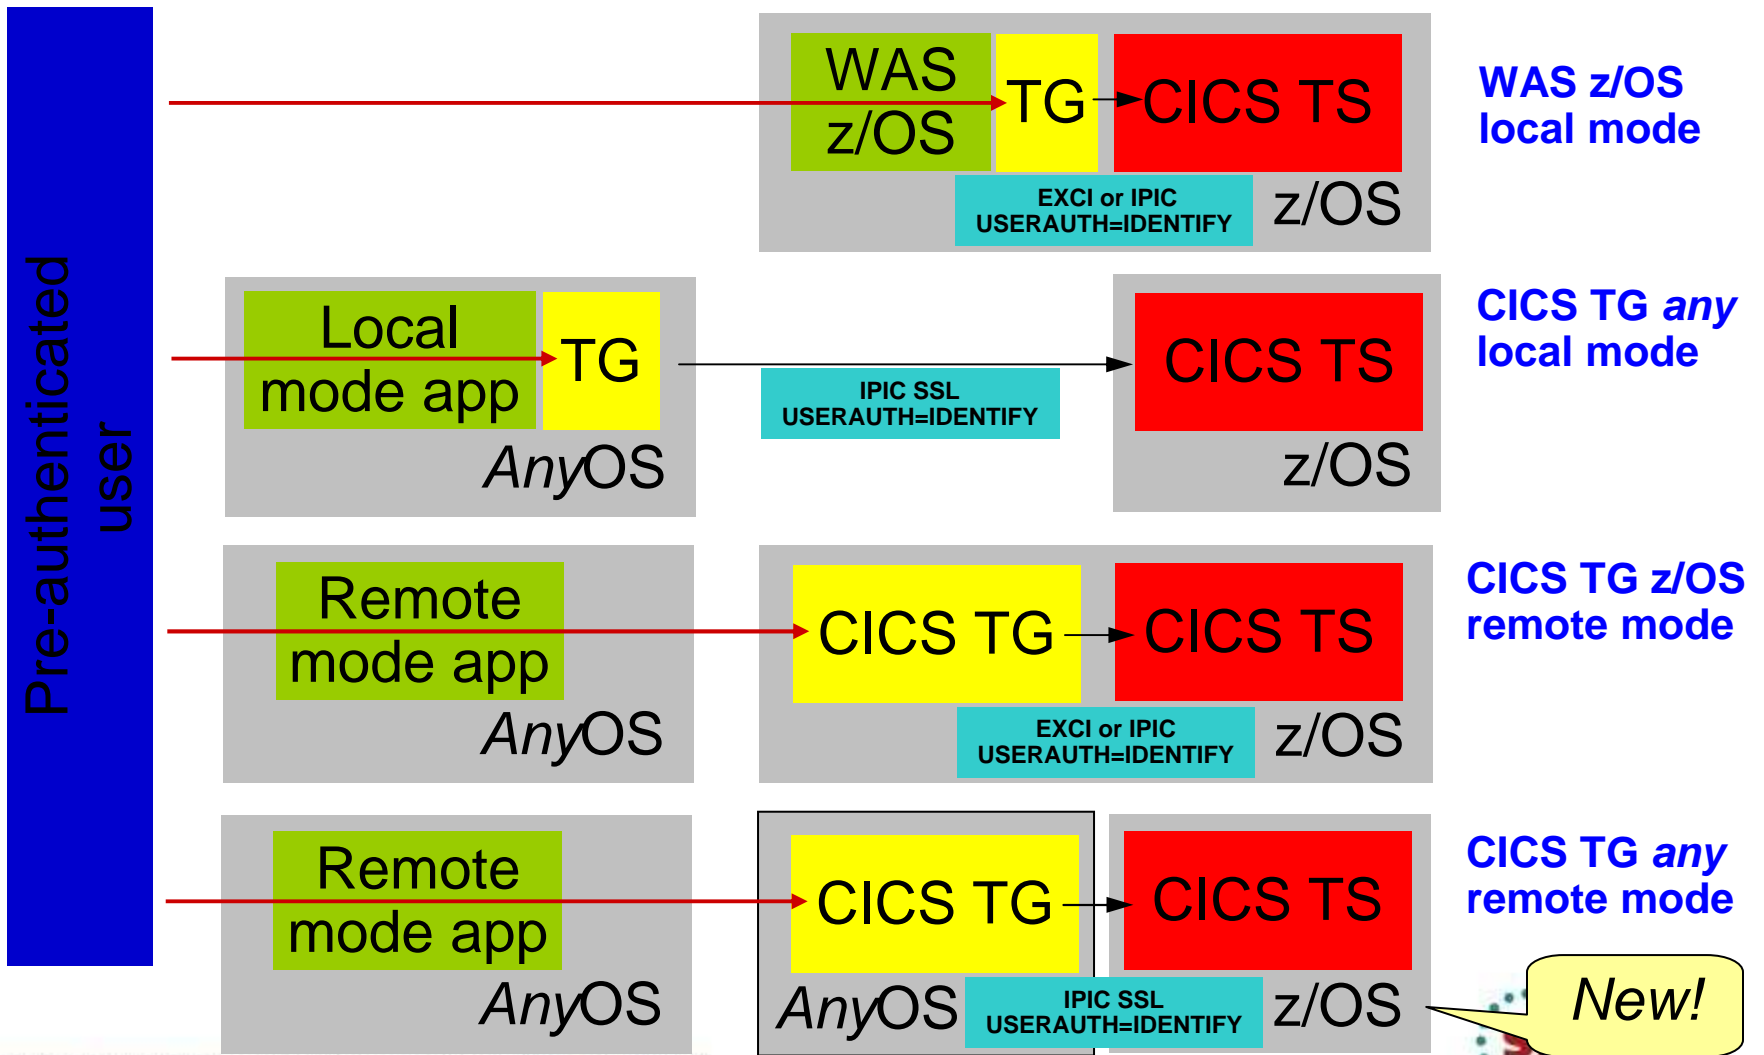 Pre-authenticated
user
WAS
z/OS
TG
CICS TS
EXCI or IPIC
USERAUTH=IDENTIFY
z/OS
WAS z/OS
local mode
Local
mode app
TG
AnyOS
IPIC SSL
USERAUTH=IDENTIFY
CICS TS
z/OS
CICS TG any
local mode
Remote
mode app
AnyOS
CICS TG
CICS TS
EXCI or IPIC
USERAUTH=IDENTIFY
z/OS
CICS TG z/OS
remote mode
Remote
mode app
AnyOS
CICS TG
AnyOS
CICS TS
IPIC SSL
USERAUTH=IDENTIFY
z/OS
CICS TG any
remote mode
New!